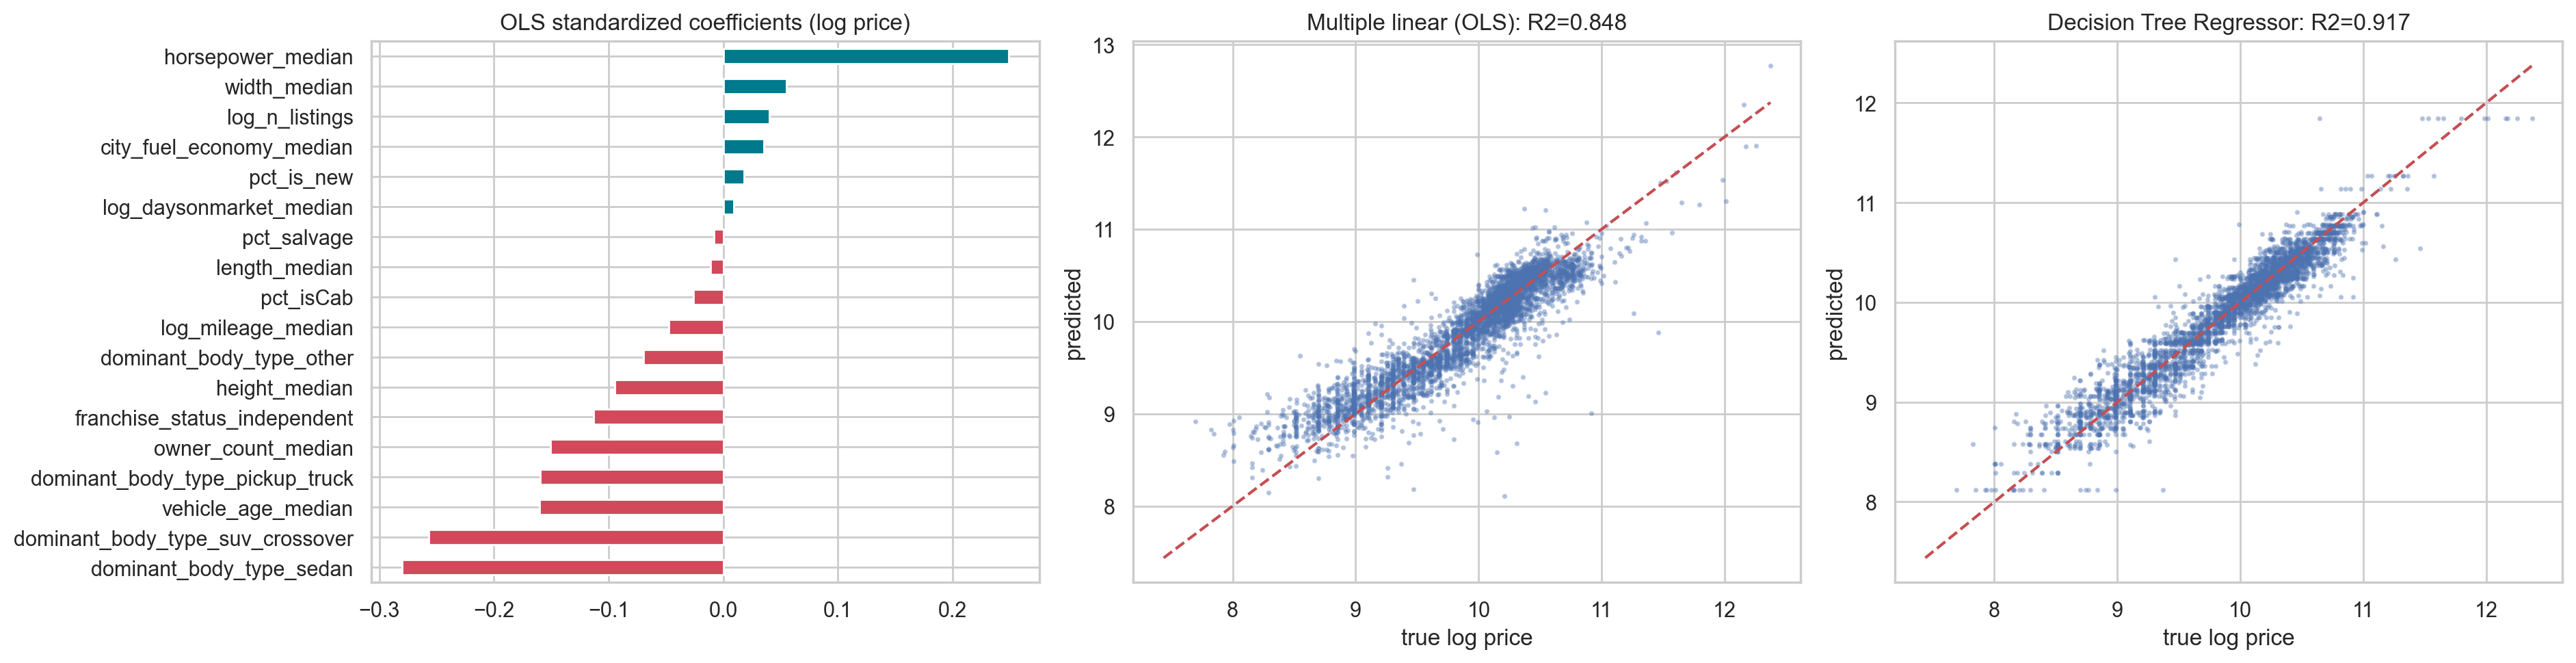 OLS standardized coefficients (log price)
horsepower_median
width_median
log_n_listings
city_fuel_economy_median
pct_is_new
log_daysonmarket_median
pct_salvage
length_median
pct_isCab
log_mileage_median
dominant_body_type_other
height_median
franchise_status_independent
owner_count_median
dominant_body_type_pickup_truck
vehicle_age_median
dominant_body_type_suv_crossover
dominant_body_type_sedan
−0.3 −0.2 −0.1 0.0 0.1 0.2
Multiple linear (OLS): R2=0.848
predicted
13
12
11
10
9
8
8 9 10 11 12
true log price
Decision Tree Regressor: R2=0.917
predicted
12
11
10
9
8
8 9 10 11 12
true log price